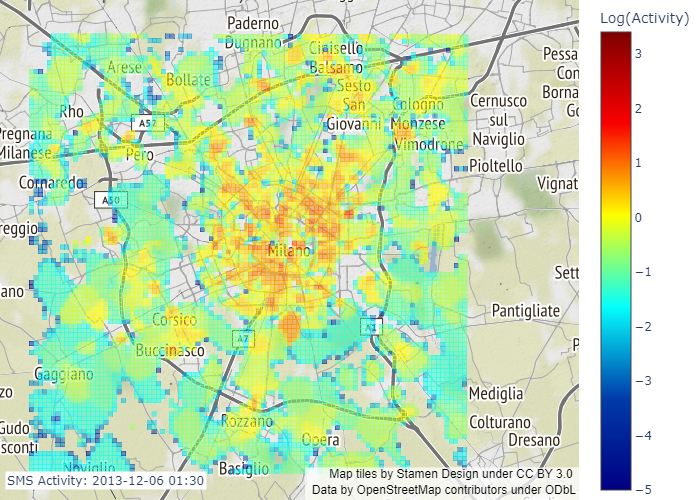 Log(Activity)
Paderno
Dugnano
Cinisello
Balsamo
Arese
Bollate
Sesto
San
Giovanni
Cologno
Monzese
Vimodrone
Pessa
Con
Borna
Go
Cernusco
sul
Naviglio
Rho
A52
Pregnana
Milanese
Pero
Pioltello
Cornaredo
A50
Vignat
reggio
Milano
Sett
ano
Pantigliate
Corsico
A7
A1
Buccinasco
P
Gaggiano
zo
Mediglia
Rozzano
Opera
Colturano
Dresano
Gudo
sconti
Noviglio
Basiglio
SMS Activity: 2013-12-06 01:30
Map tiles by Stamen Design under CC BY 3.0
Data by OpenStreetMap contributors under ODbL
3
2
1
0
−1
−2
−3
−4
−5